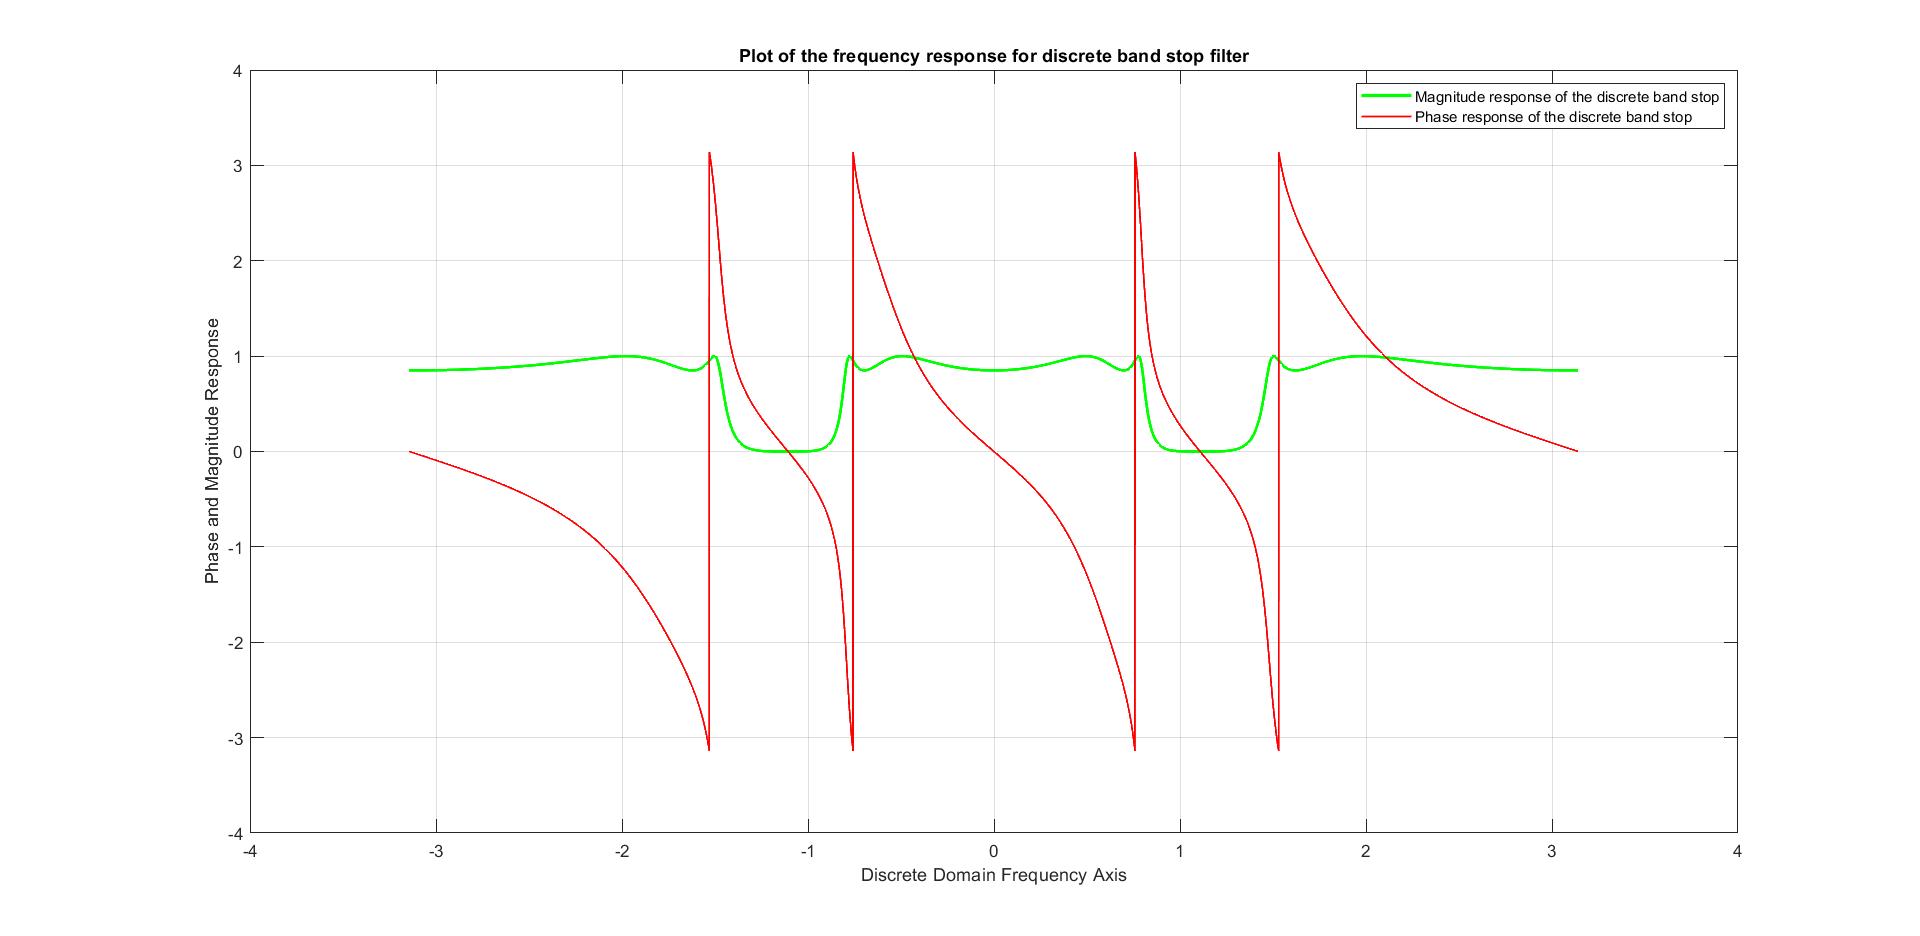 Plot of the frequency response for discrete band stop filter
Magnitude response of the discrete band stop
Phase response of the discrete band stop
Phase and Magnitude Response
4
3
2
1
0
-1
-2
-3
-4
-4 -3 -2 -1 0 1 2 3 4
Discrete Domain Frequency Axis